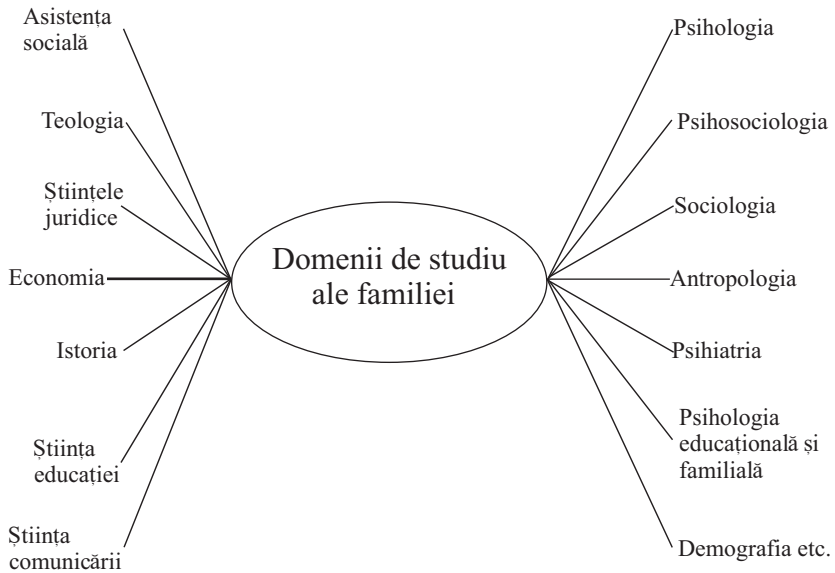 Asistența
socială
Teologia
Științele
juridice
Economia
Istoria
Știința
educației
Știința
comunicării
Domenii de studiu
ale familiei
Psihologia
Psihosociologia
Sociologia
Antropologia
Psihiatria
Psihologia
educațională și
familială
Demografia etc.